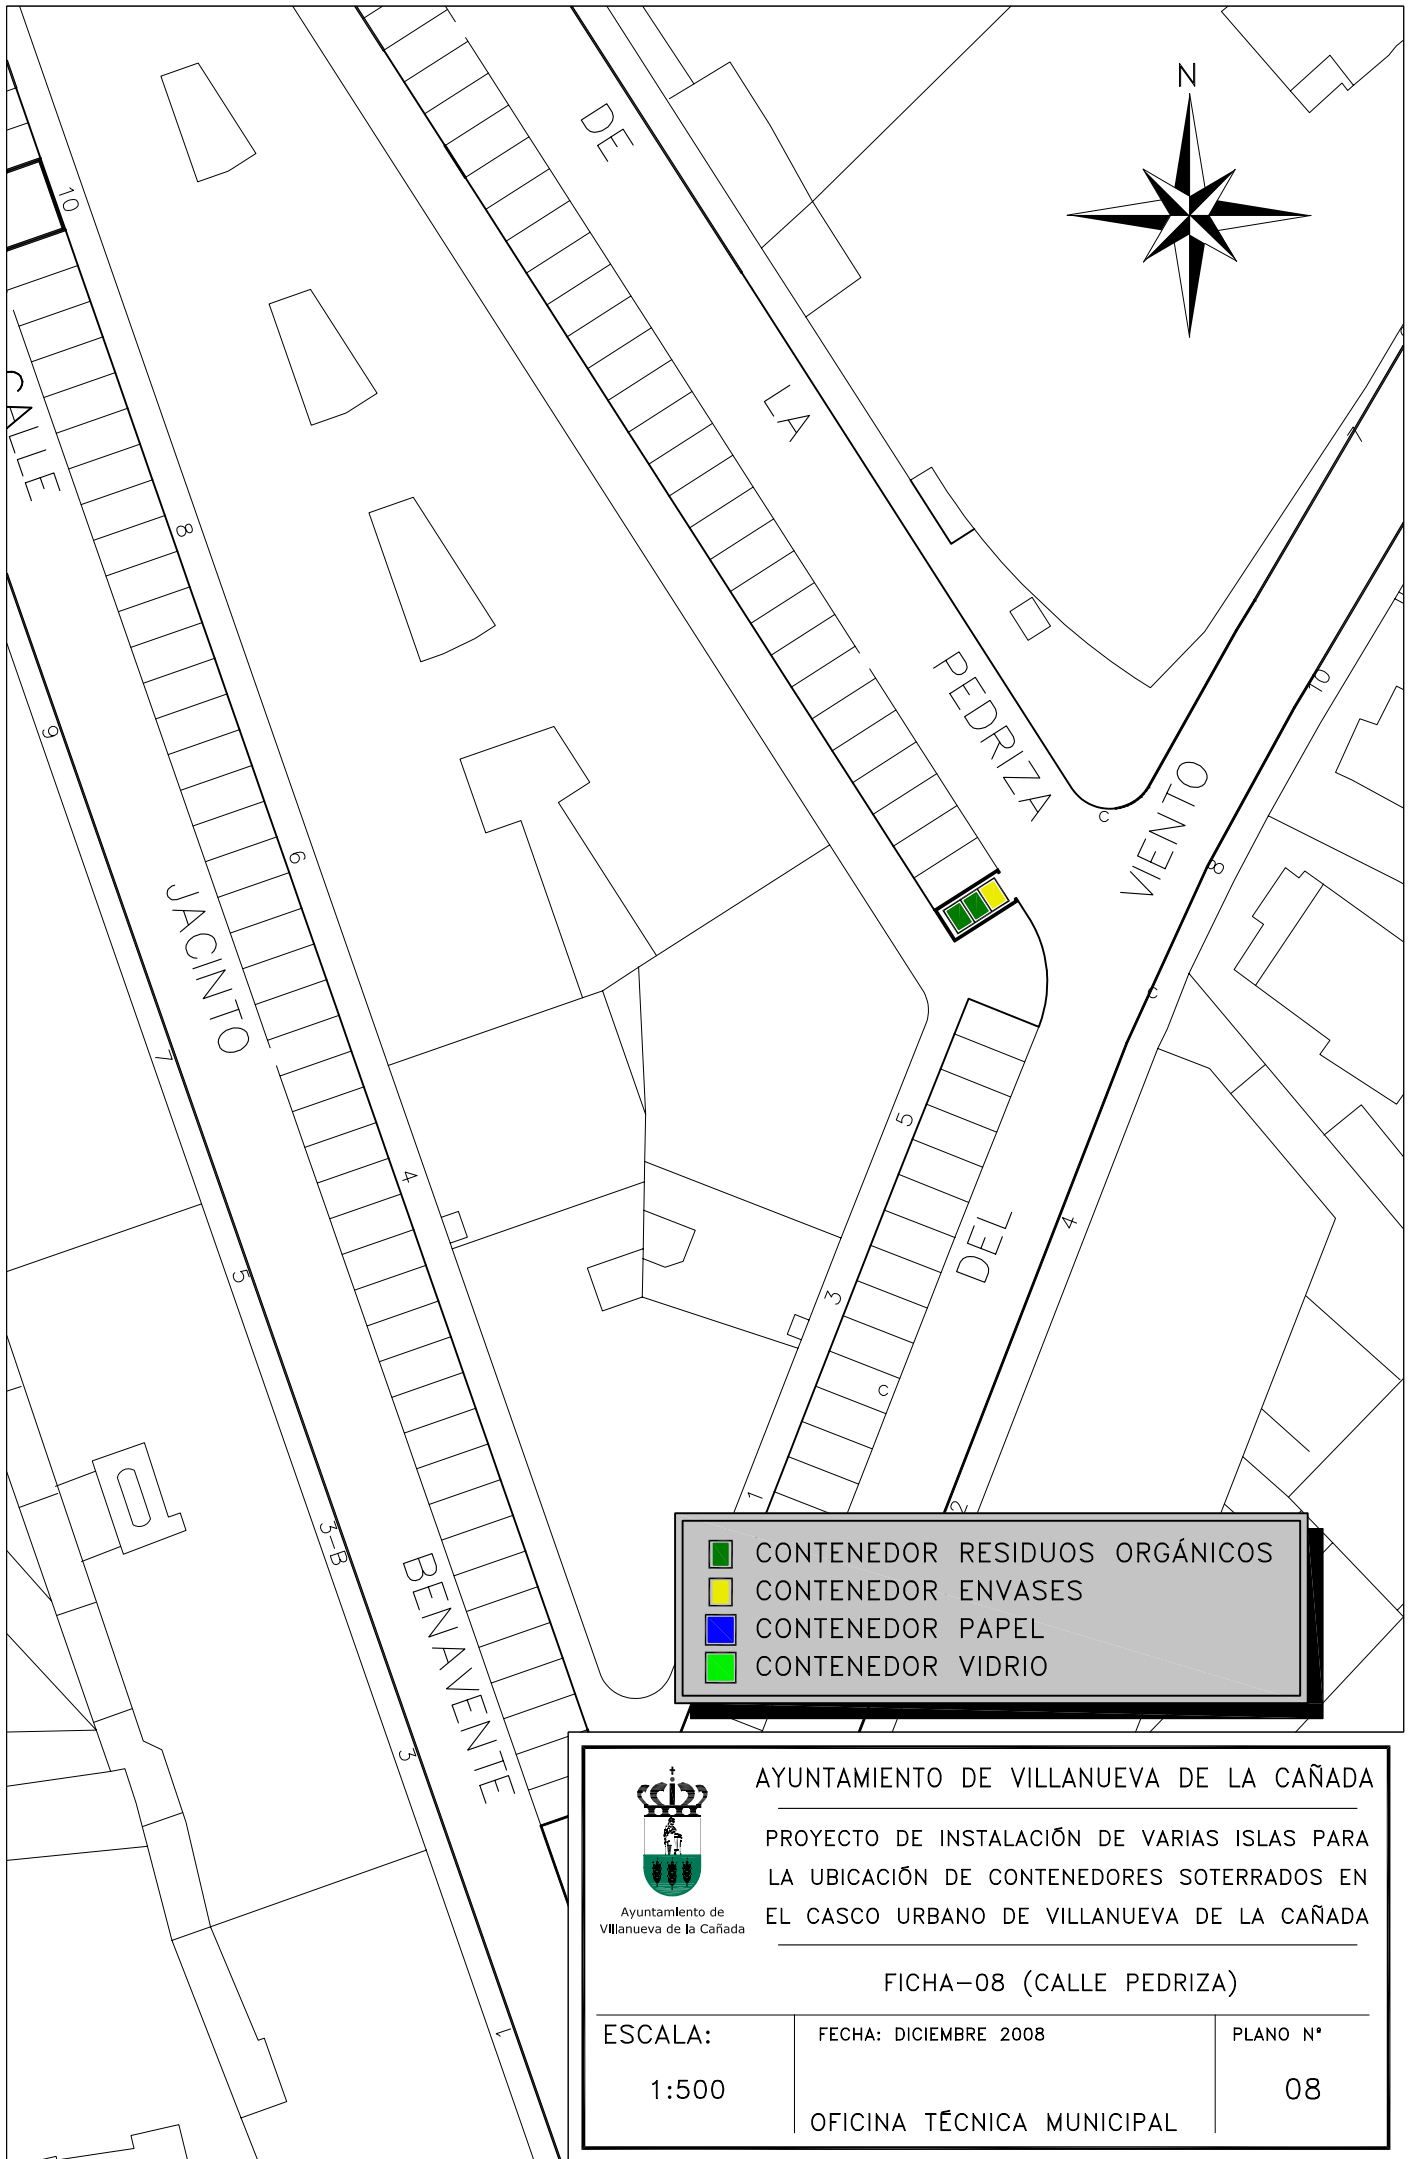 N
DE
LA
PEDRIZA
VIENTO
DEL
CALLE
JACINTO
BENAVENTE
10
8
6
4
9
7
5
3-B
3
1
7
10
8
4
2
5
3
1
C
C
C
CONTENEDOR RESIDUOS ORGÁNICOS
CONTENEDOR ENVASES
CONTENEDOR PAPEL
CONTENEDOR VIDRIO
Ayuntamiento de
Villanueva de la Cañada
AYUNTAMIENTO DE VILLANUEVA DE LA CAÑADA
PROYECTO DE INSTALACIÓN DE VARIAS ISLAS PARA
LA UBICACIÓN DE CONTENEDORES SOTERRADOS EN
EL CASCO URBANO DE VILLANUEVA DE LA CAÑADA
FICHA-08 (CALLE PEDRIZA)
ESCALA:
1:500
FECHA: DICIEMBRE 2008
OFICINA TÉCNICA MUNICIPAL
PLANO Nº
08